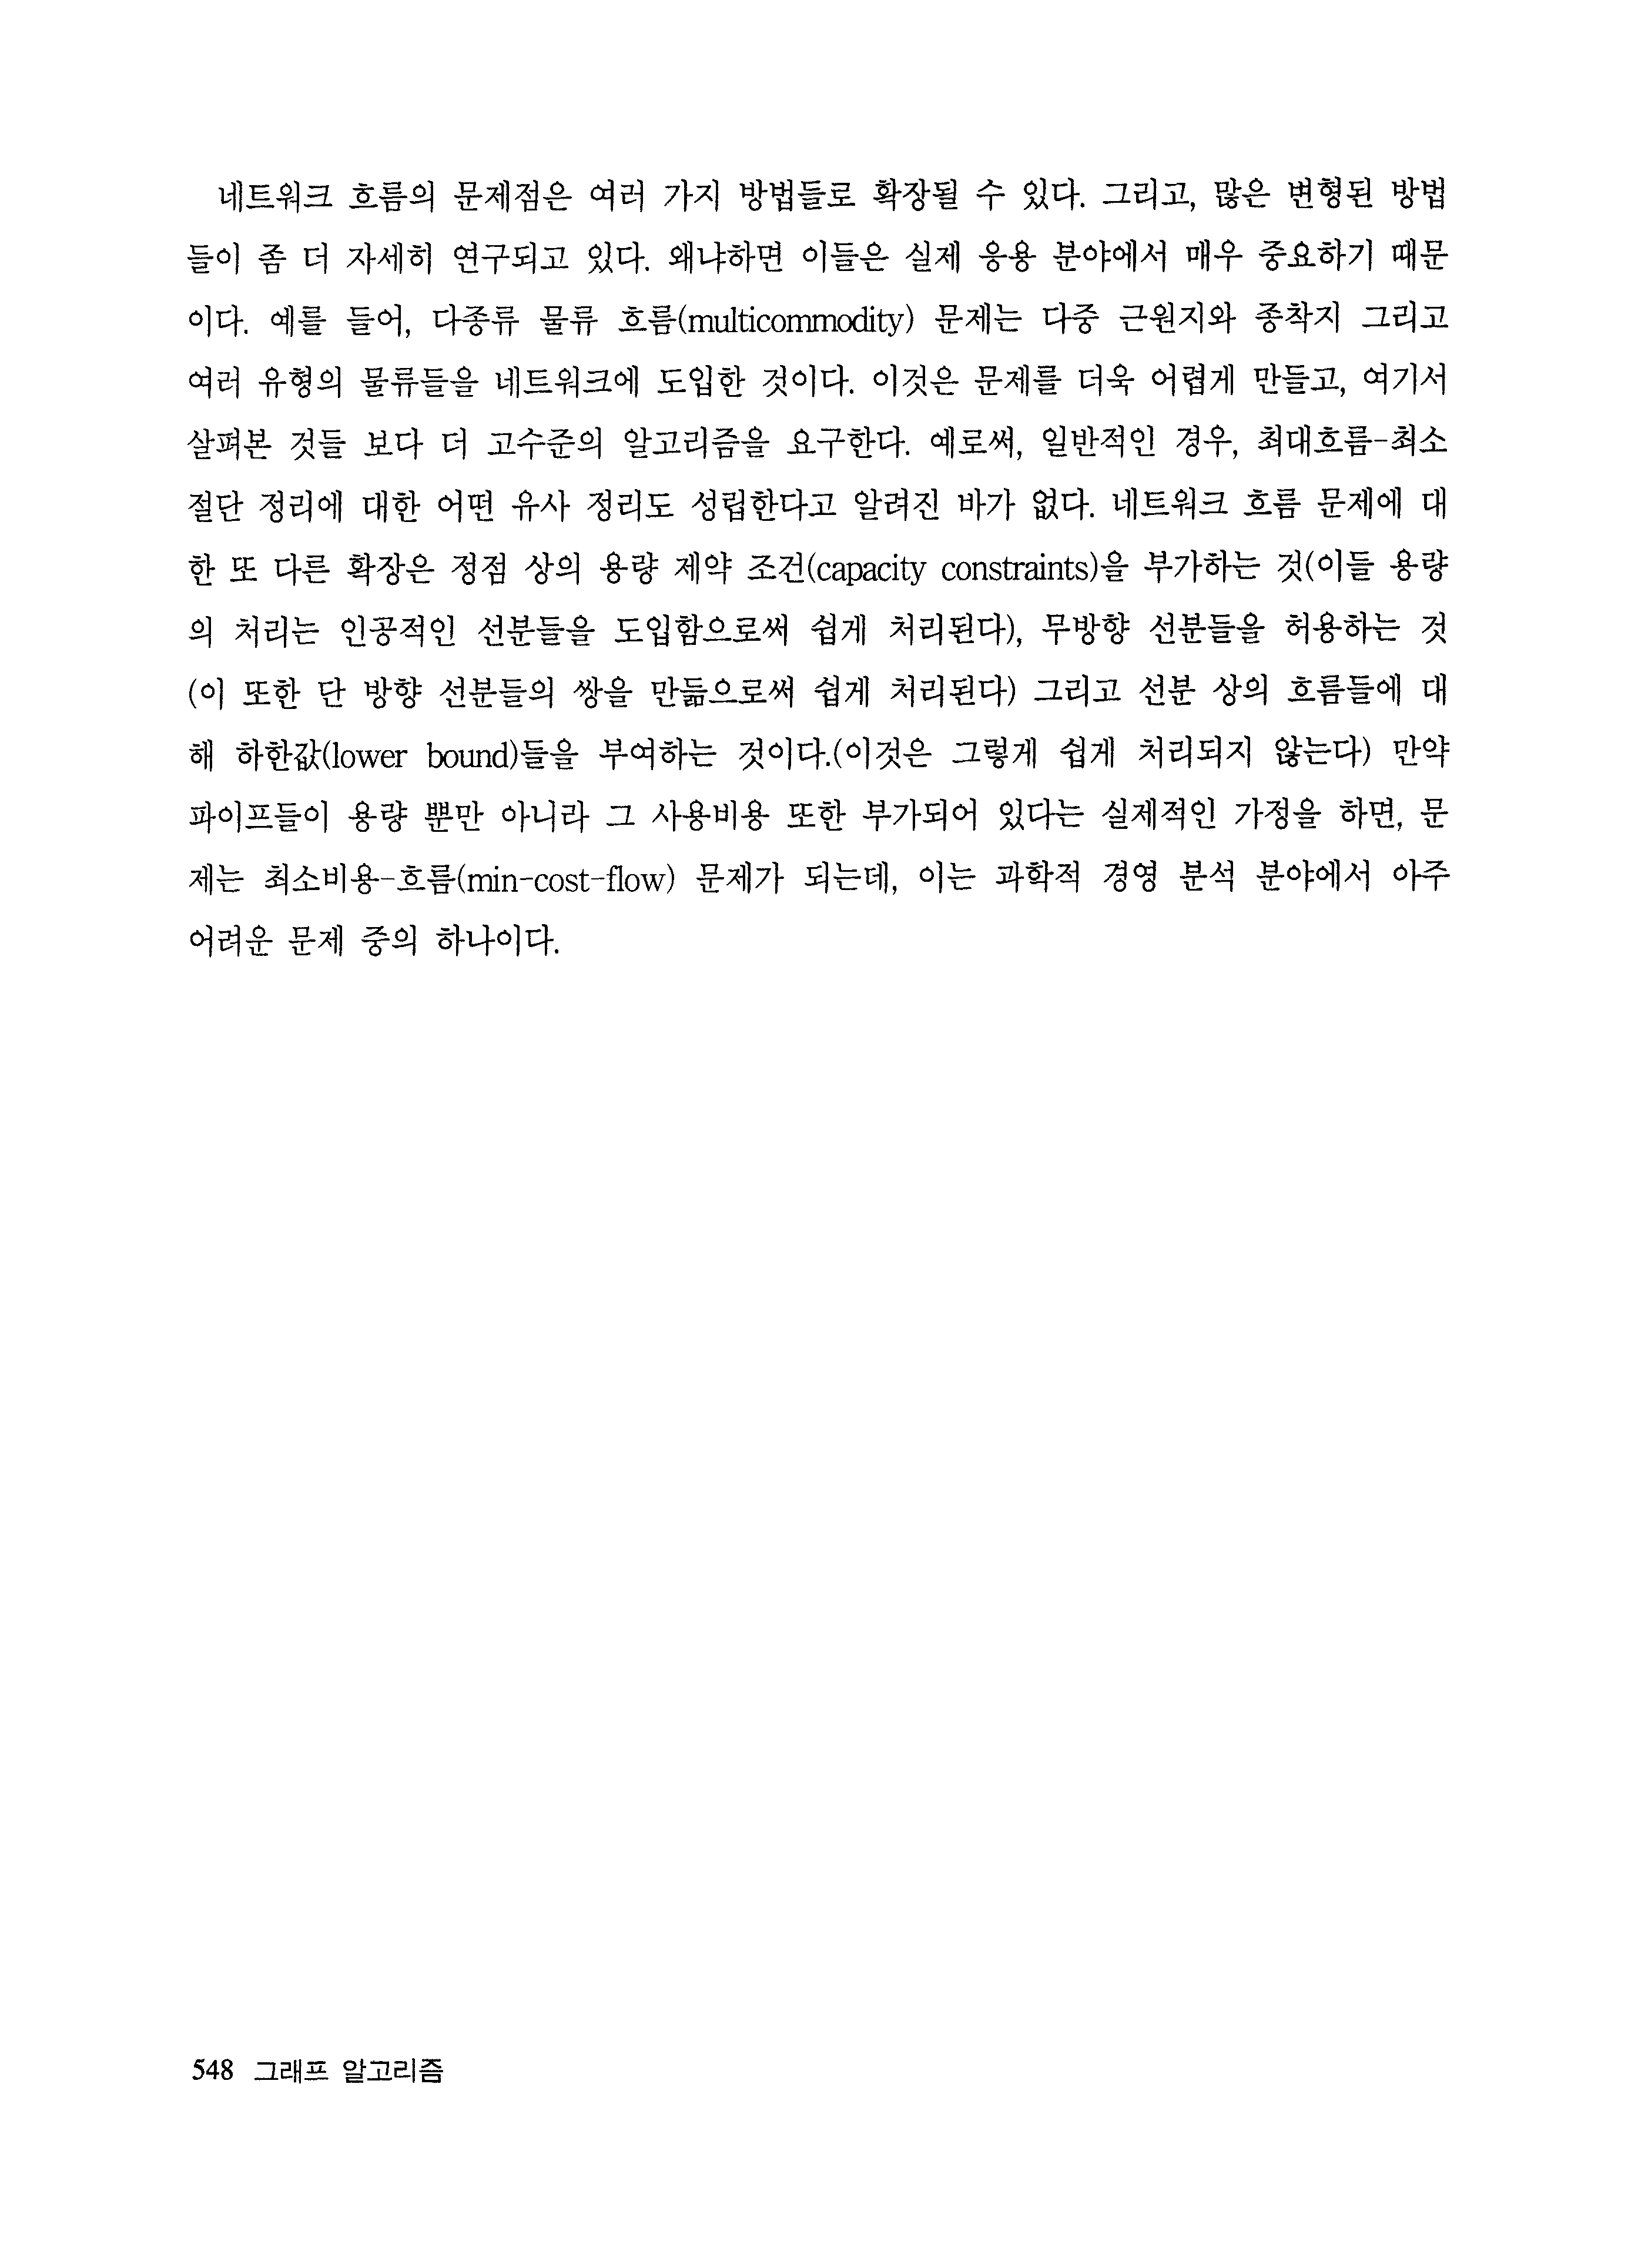 네트워크 흐름의 문제점은 여러 가지 방법들로 확장될 수 있다. 그리고, 많은 변형된 방법
들이 좀 더 자세히 연구되고 있다. 왜냐하면 이들은 실제 응용 분야에서 매우 중요하기 때문
이다. 예를 들어, 다종류 물류 흐름(multicommodity) 문제는 다중 근원지와 종착지 그리고
여러 유형의 물류들을 네트워크에 도입한 것이다. 이것은 문제를 더욱 어렵게 만들고, 여기서
살펴본 것들 보다 더 고수준의 알고리즘을 요구한다. 예로써, 일반적인 경우, 최대흐름-최소
절단 정리에 대한 어떤 유사 정리도 성립한다고 알려진 바가 없다. 네트워크 흐름 문제에 대
한 또 다른 확장은 정점 상의 용량 제약 조건(capacity constraints)을 부가하는 것(이들 용량
의 처리는 인공적인 선분들을 도입함으로써 쉽게 처리된다), 무방향 선분들을 허용하는 것
(이 또한 단 방향 선분들의 쌍을 만듦으로써 쉽게 처리된다) 그리고 선분 상의 흐름들에 대
해 하한값(lower bound)들을 부여하는 것이다.(이것은 그렇게 쉽게 처리되지 않는다) 만약
파이프들이 용량 뿐만 아니라 그 사용비용 또한 부가되어 있다는 실제적인 가정을 하면, 문
제는 최소비용-흐름(min-cost-flow) 문제가 되는데, 이는 과학적 경영 분석 분야에서 아주
어려운 문제 중의 하나이다.
548 그래프 알고리즘